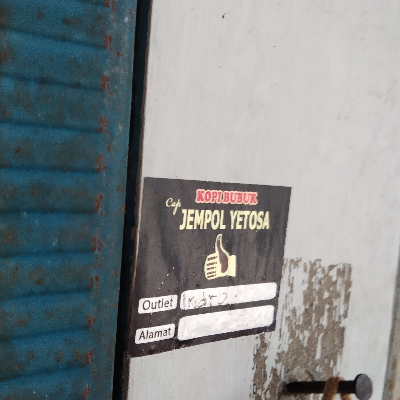 KOPI BUBUK
Cap
JEMPOL YETOSA
Outlet
Alamat